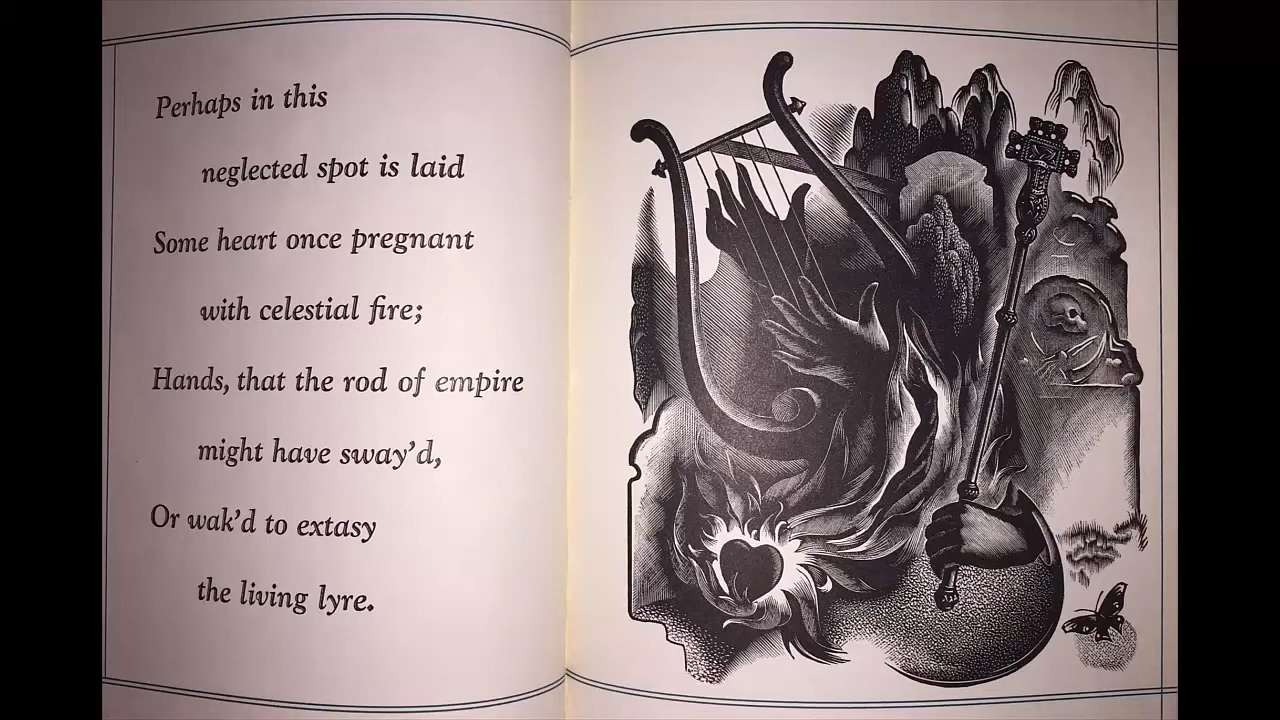 Perhaps in this
neglected spot is laid
Some heart once pregnant
with celestial fire;
Hands, that the rod of empire
might have sway'd,
Or wak'd to extasy
the living lyre.